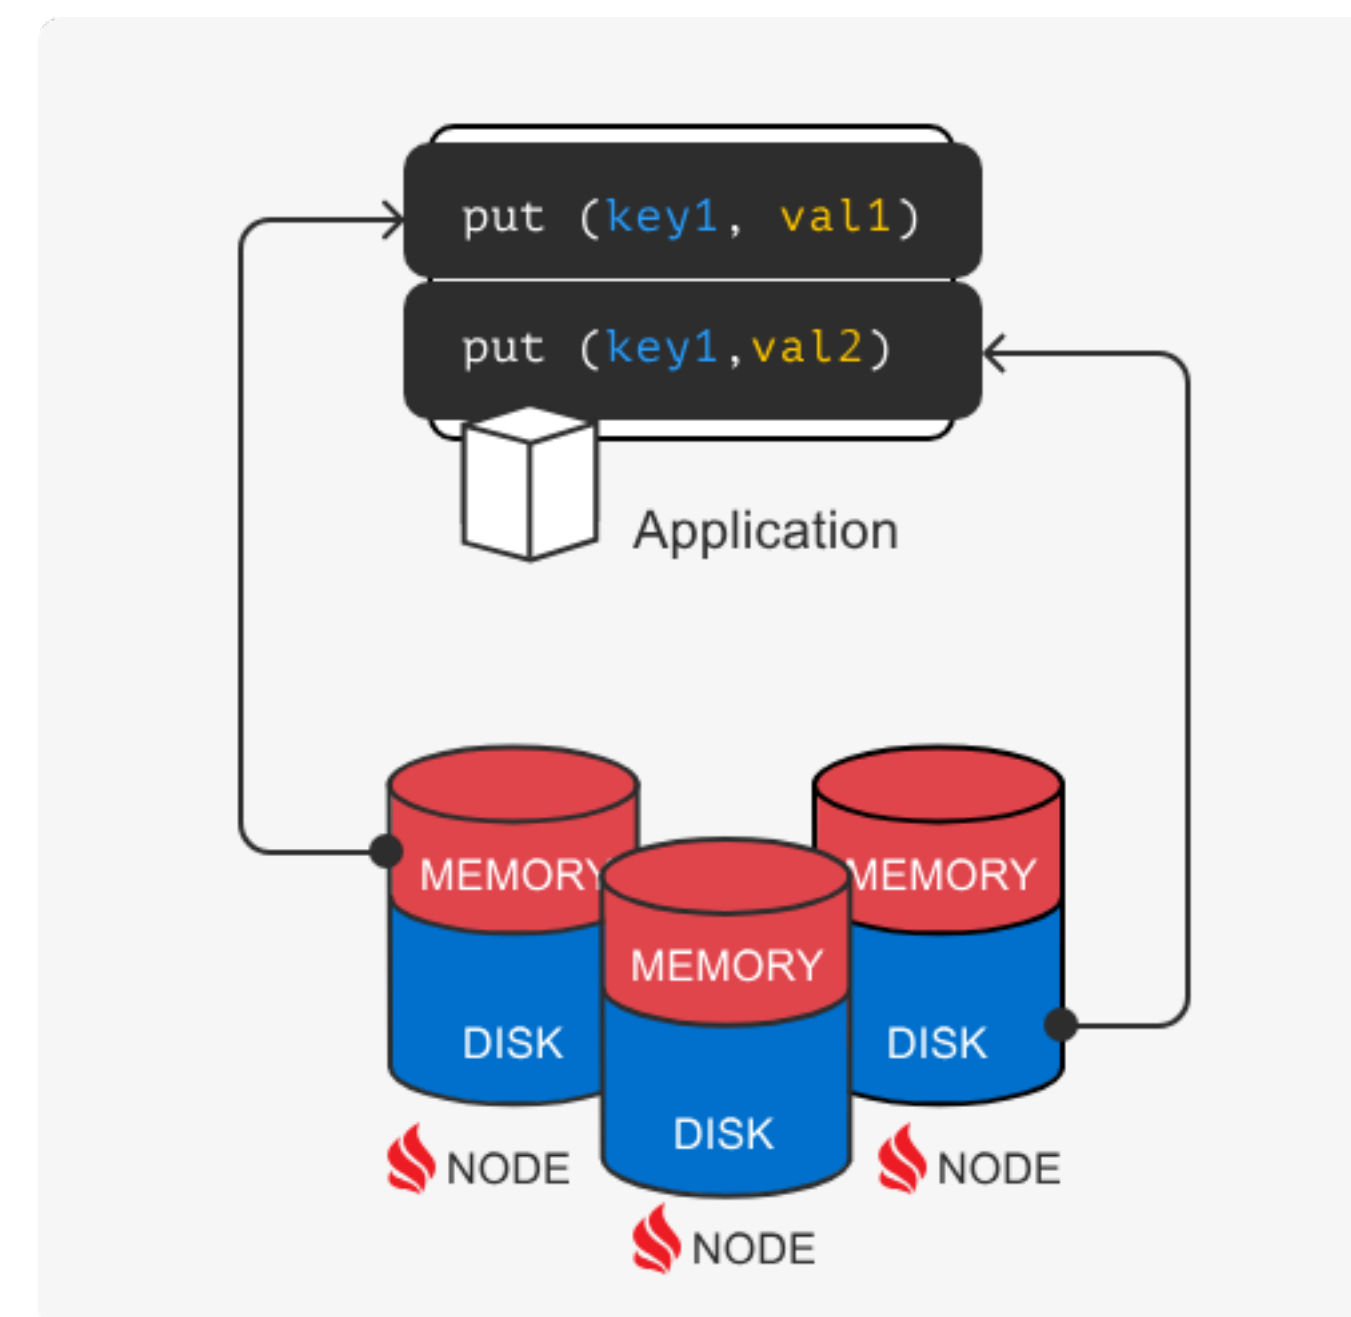 put (key1, val1)
put (key1,val2)
Application
MEMORY
MEMORY
MEMORY
DISK
DISK
DISK
NODE
NODE
NODE